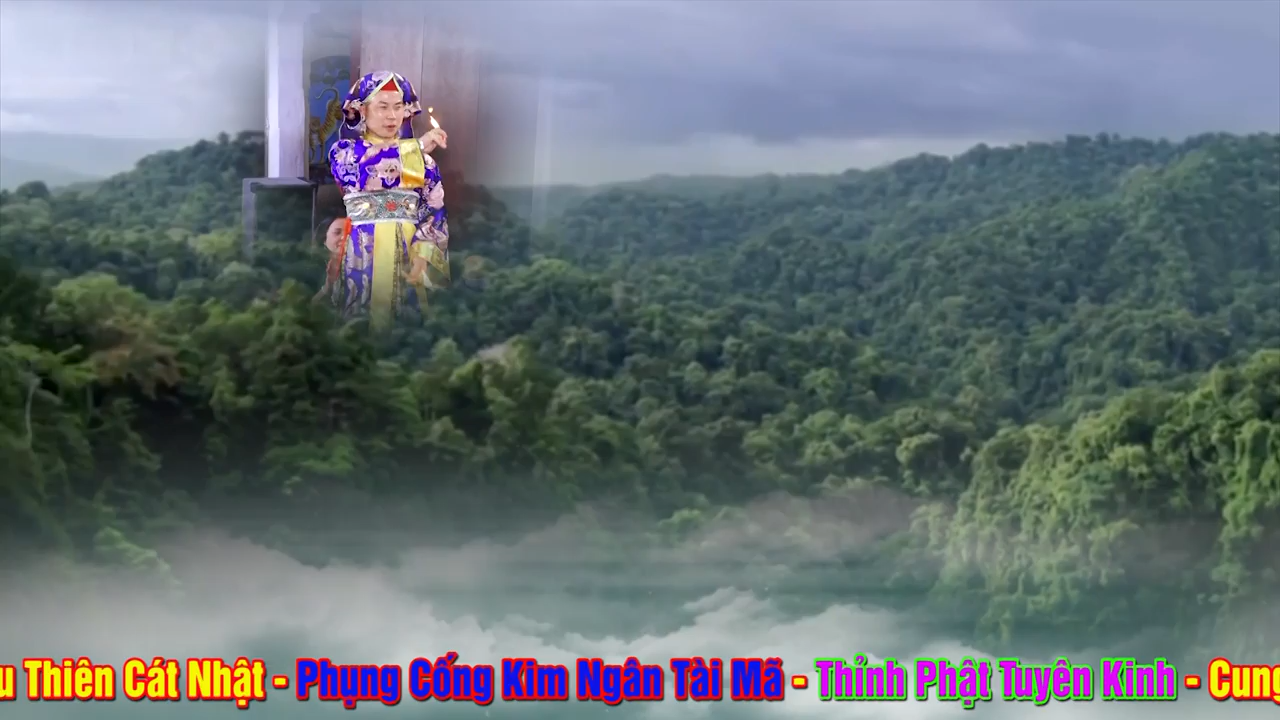 u Thiên Cát Nhật - Phụng Cống Kim Ngân Tài Mã - Thỉnh Phật Tuyên Kinh - Cung